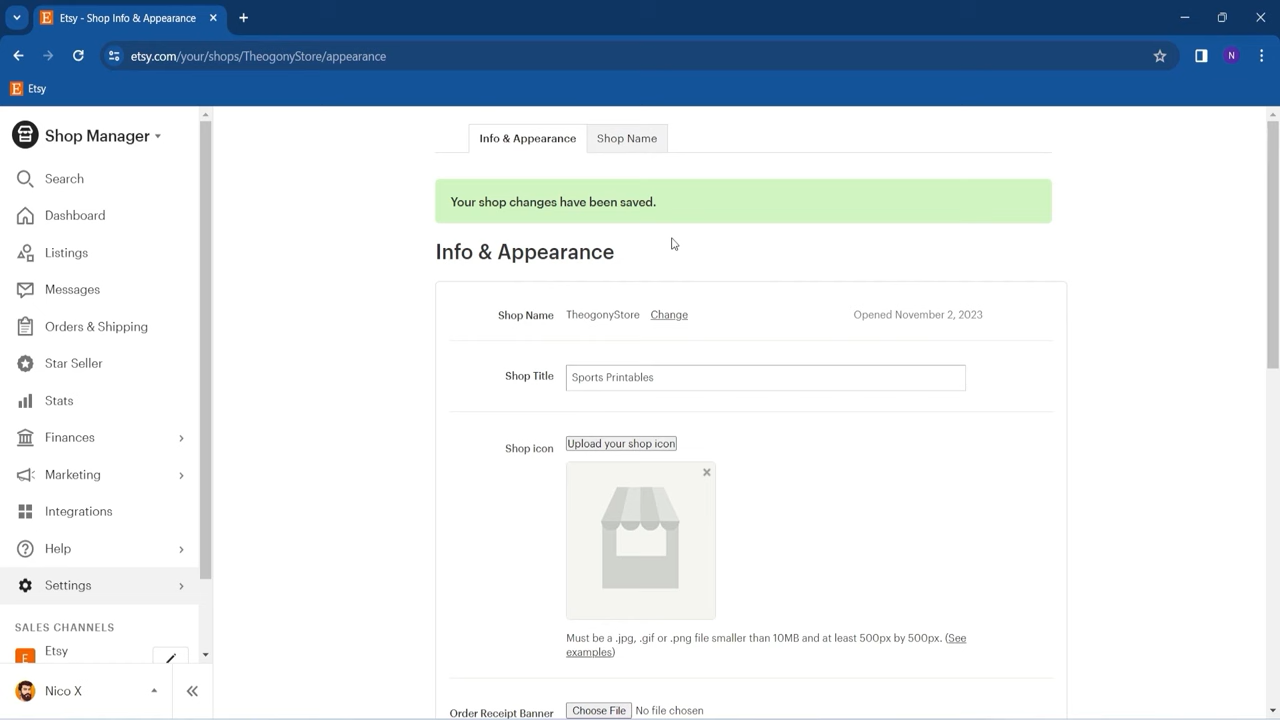 Etsy - Shop Info & Appearance
etsy.com/your/shops/TheogonyStore/appearance
N
E Etsy
Shop Manager
Search
Dashboard
Listings
Messages
Orders & Shipping
Star Seller
Stats
Finances
Marketing
Integrations
Help
Settings
SALES CHANNELS
E Etsy
Nico X
Info & Appearance
Shop Name
Your shop changes have been saved.
Info & Appearance
Shop Name TheogonyStore Change Opened November 2, 2023
Shop Title Sports Printables
Shop icon Upload your shop icon
Must be a .jpg, .gif or .png file smaller than 10MB and at least 500px by 500px. (See
examples)
Order Receipt Banner Choose File No file chosen